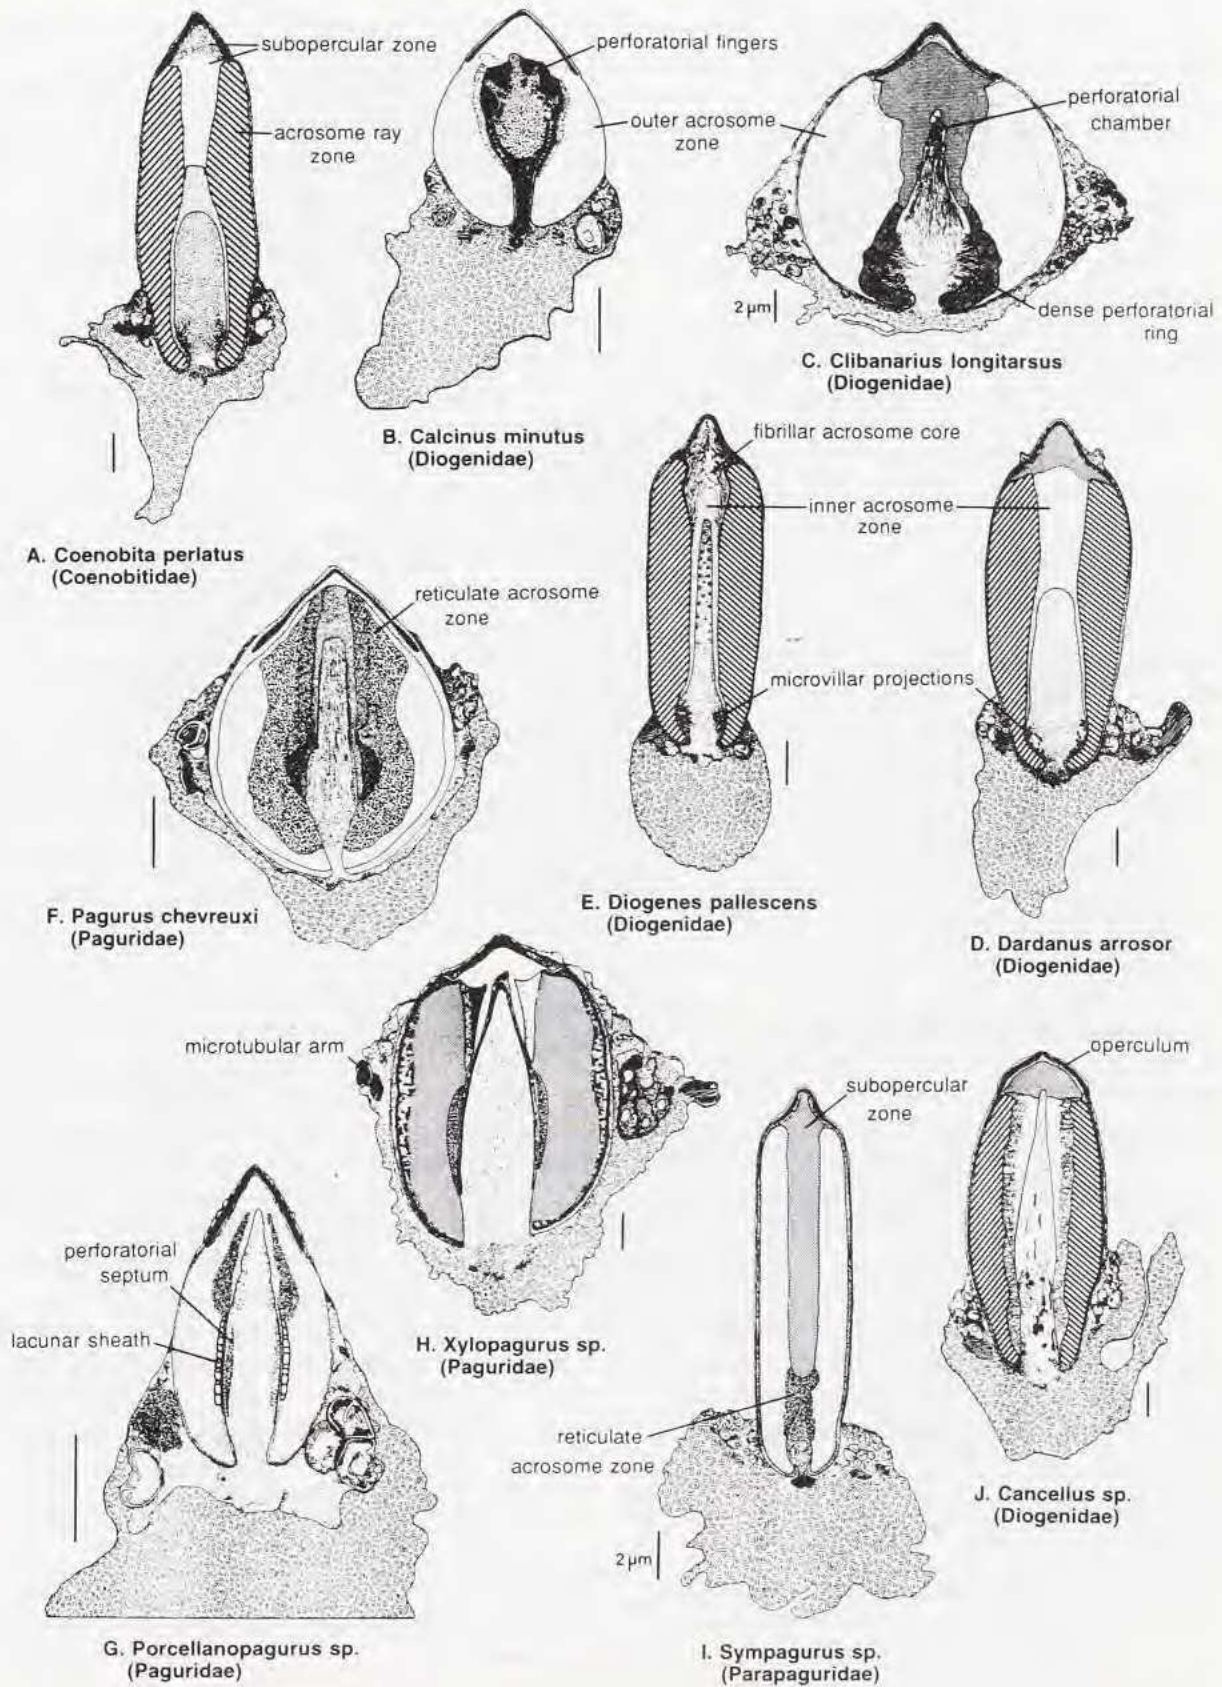 subopercular zone
acrosome ray
zone
perforatorial fingers
outer acrosome
zone
perforatorial
chamber
dense perforatorial
ring
2 µm
C. Clibanarius longitarsus
(Diogenidae)
B. Calcinus minutus
(Diogenidae)
A. Coenobita perlatus
(Coenobitidae)
fibrillar acrosome core
inner acrosome
zone
microvillar projections
reticulate acrosome
zone
F. Pagurus chevreuxi
(Paguridae)
E. Diogenes pallescens
(Diogenidae)
D. Dardanus arrosor
(Diogenidae)
microtubular arm
operculum
subopercular
zone
perforatorial
septum
lacunar sheath
H. Xylopagurus sp.
(Paguridae)
reticulate
acrosome zone
2 µm
J. Cancellus sp.
(Diogenidae)
G. Porcellanopagurus sp.
(Paguridae)
I. Sympagurus sp.
(Parapaguridae)